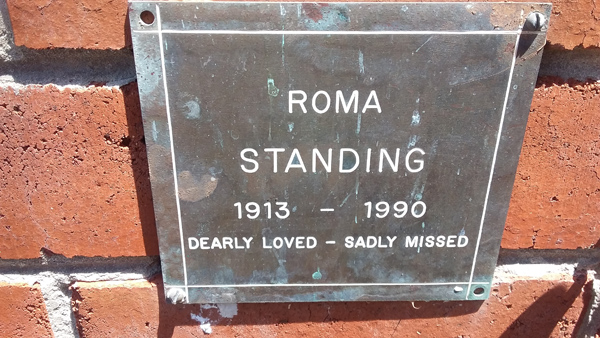 ROMA
STANDING
1913 - 1990
DEARLY LOVED - SADLY MISSED